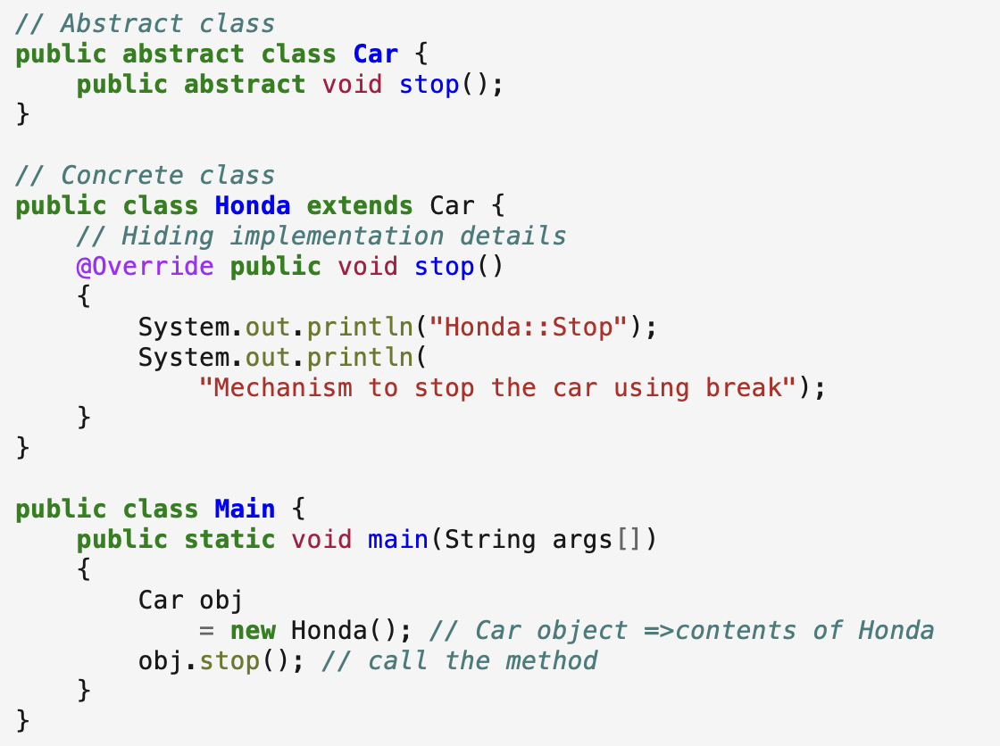 // Abstract class
public abstract class Car {
    public abstract void stop();
}

// Concrete class
public class Honda extends Car {
    // Hiding implementation details
    @Override public void stop()
    {
        System.out.println("Honda::Stop");
        System.out.println(
            "Mechanism to stop the car using break");
    }
}

public class Main {
    public static void main(String args[])
    {
        Car obj
            = new Honda(); // Car object =>contents of Honda
        obj.stop(); // call the method
    }
}